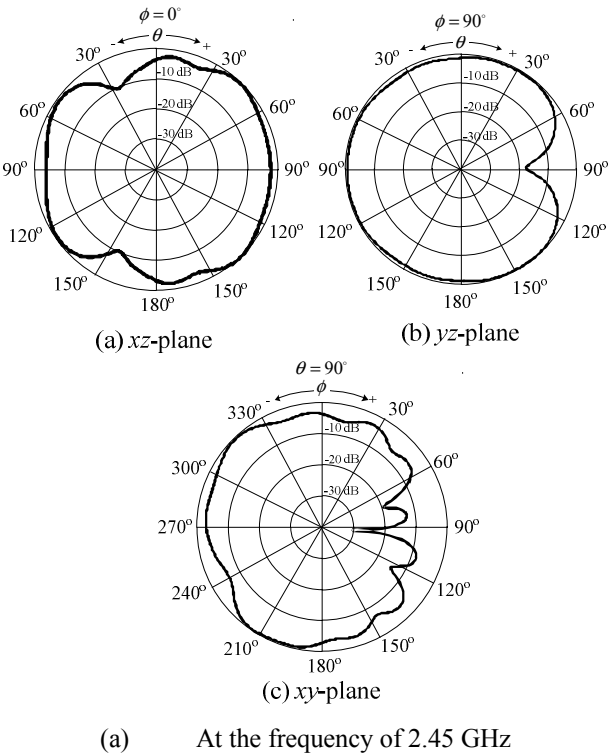 ϕ = 0°
- θ +
30° 30°
-10 dB
60° 60°
-20 dB
-30 dB
90° 90°
120° 120°
150° 150°
180°
(a) xz-plane
ϕ = 90°
- θ +
30° 30°
-10 dB
60° 60°
-20 dB
-30 dB
90° 90°
120° 120°
150° 150°
180°
(b) yz-plane
θ = 90°
- ϕ +
330° 30°
-10 dB
300° 60°
-20 dB
-30 dB
270° 90°
240° 120°
210° 150°
180°
(c) xy-plane
(a) At the frequency of 2.45 GHz